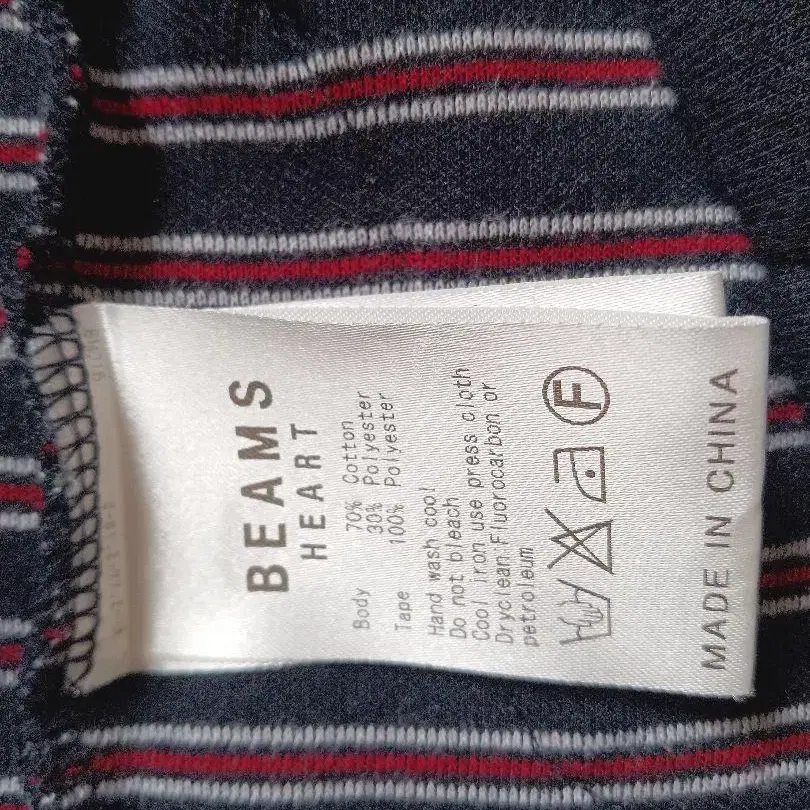 BEAMS
HEART
Body 70% Cotton
30% Polyester
Tape 100% Polyester
Hand wash cool
Do not bleach
Cool iron use press cloth
Dryclean Fluorocarbon or
petroleum
F
MADE IN CHINA